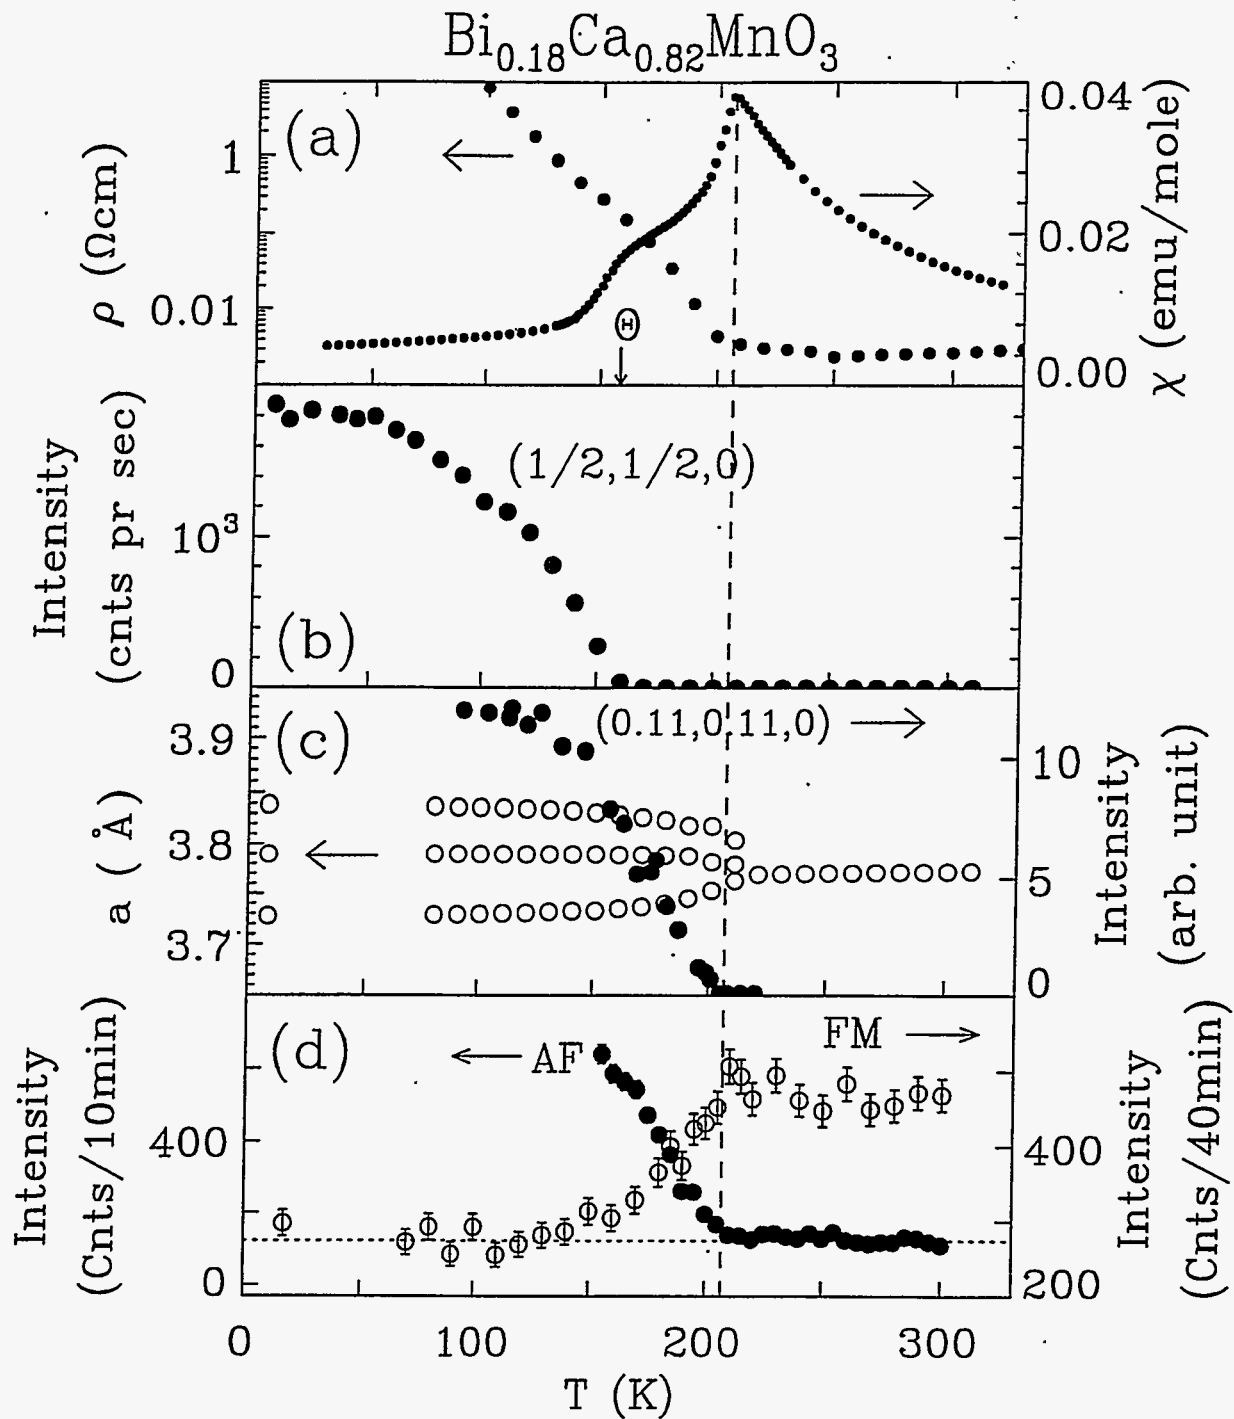 Bi0.18Ca0.82MnO3
(a)
1
0.01
ρ (Ωcm)
Θ
0.04
0.02
0.00
χ (emu/mole)
Intensity
(cnts pr sec)
10³
0
(b)
(1/2,1/2,0)
(c)
(0.11,0.11,0)
3.9
3.8
3.7
a (Å)
10
5
0
Intensity
(arb. unit)
(d)
AF
FM
Intensity
(Cnts/10min)
400
0
400
200
Intensity
(Cnts/40min)
0 100 200 300
T (K)